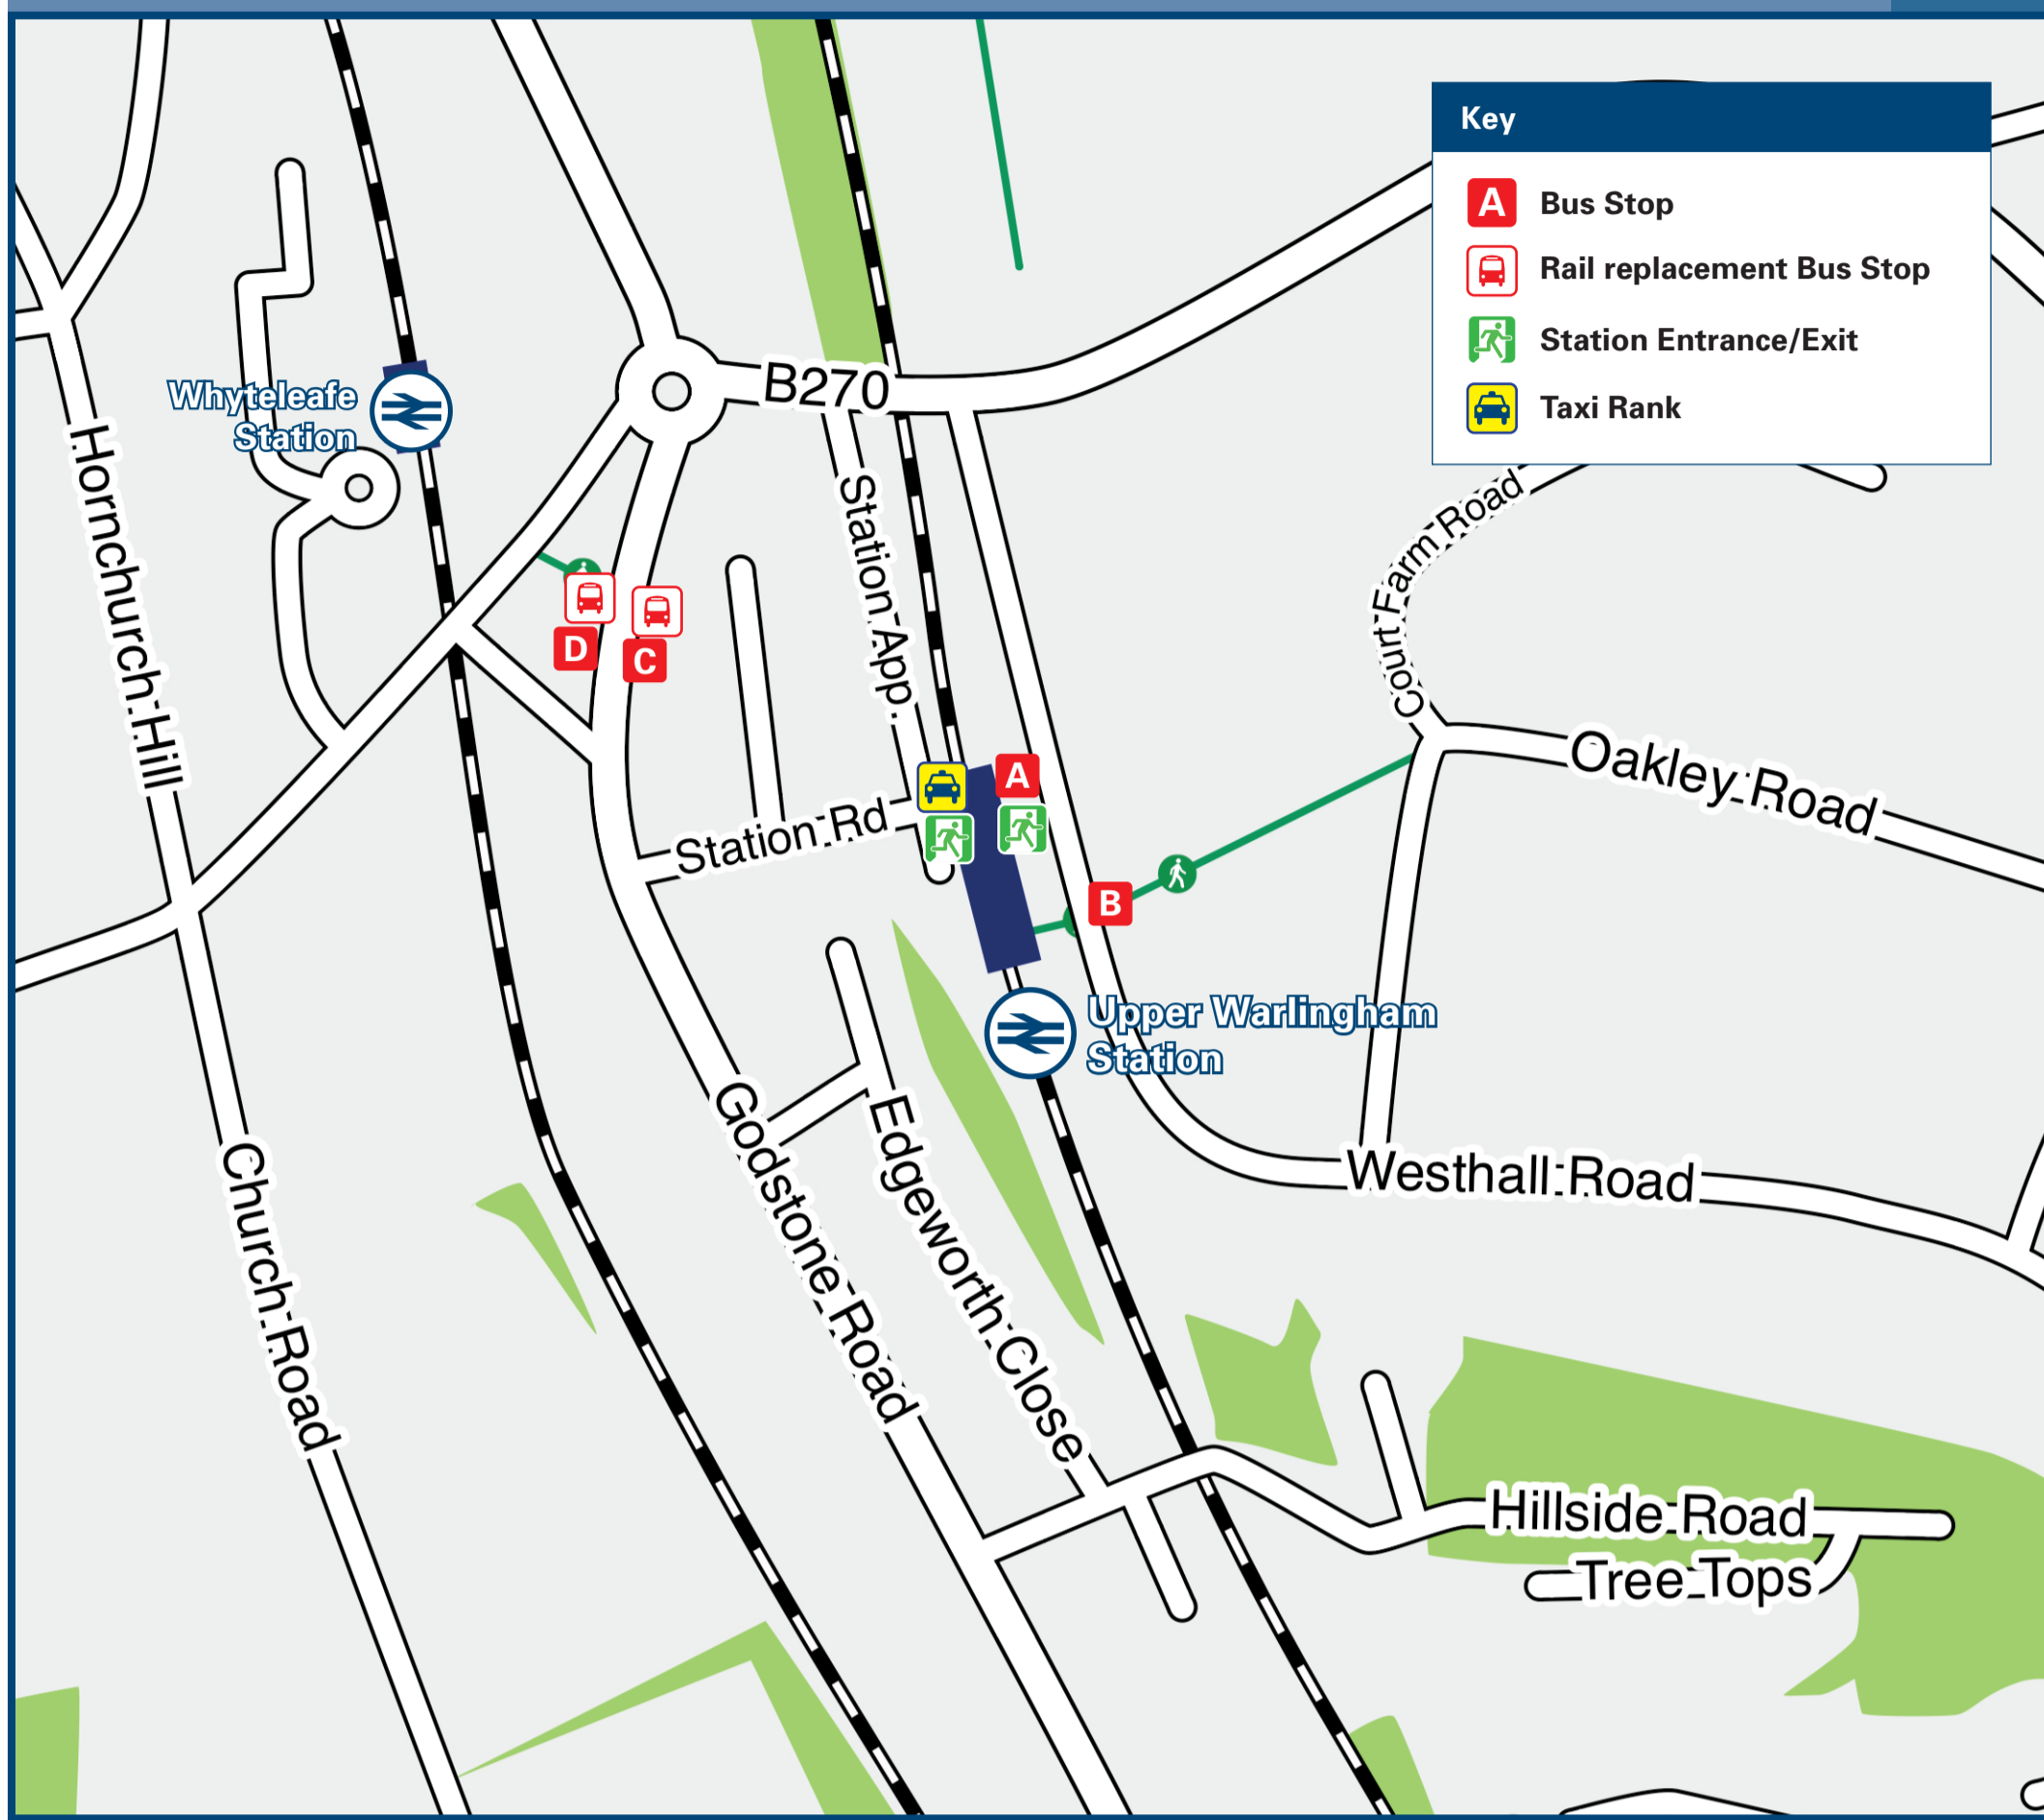 Key
A
Bus Stop
Rail replacement Bus Stop
Station Entrance/Exit
Taxi Rank
B270
Whyteleafe
Station
Hornchurch Hill
Station App.
Court Farm Road
D
C
A
Oakley Road
Station Rd
B
Upper Warlingham
Station
Godstone Road
Edgeworth Close
Church Road
Westhall Road
Hillside Road
Tree Tops